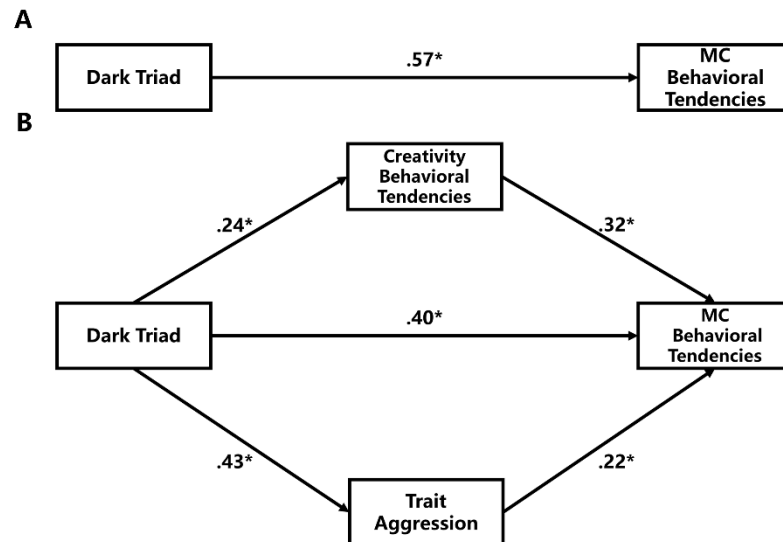 A
Dark Triad
.57*
MC
Behavioral
Tendencies
B
Creativity
Behavioral
Tendencies
.24*
.32*
Dark Triad
.40*
MC
Behavioral
Tendencies
.43*
.22*
Trait
Aggression